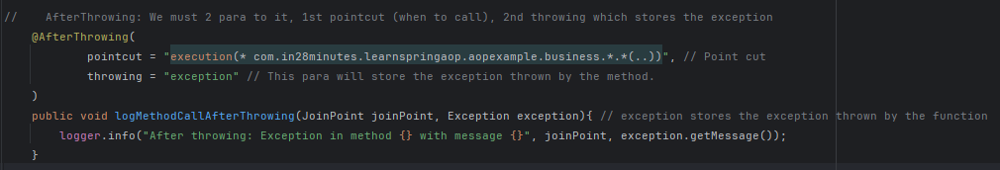 //    AfterThrowing: We must 2 para to it, 1st pointcut (when to call), 2nd throwing which stores the exception
@AfterThrowing(
pointcut = "execution(* com.in28minutes.learnspringaop.aopexample.business.*.*(..))", // Point cut
throwing = "exception" // This para will store the exception thrown by the method.
)
public void logMethodCallAfterThrowing(JoinPoint joinPoint, Exception exception){ // exception stores the exception thrown by the function
logger.info("After throwing: Exception in method {} with message {}", joinPoint, exception.getMessage());
}